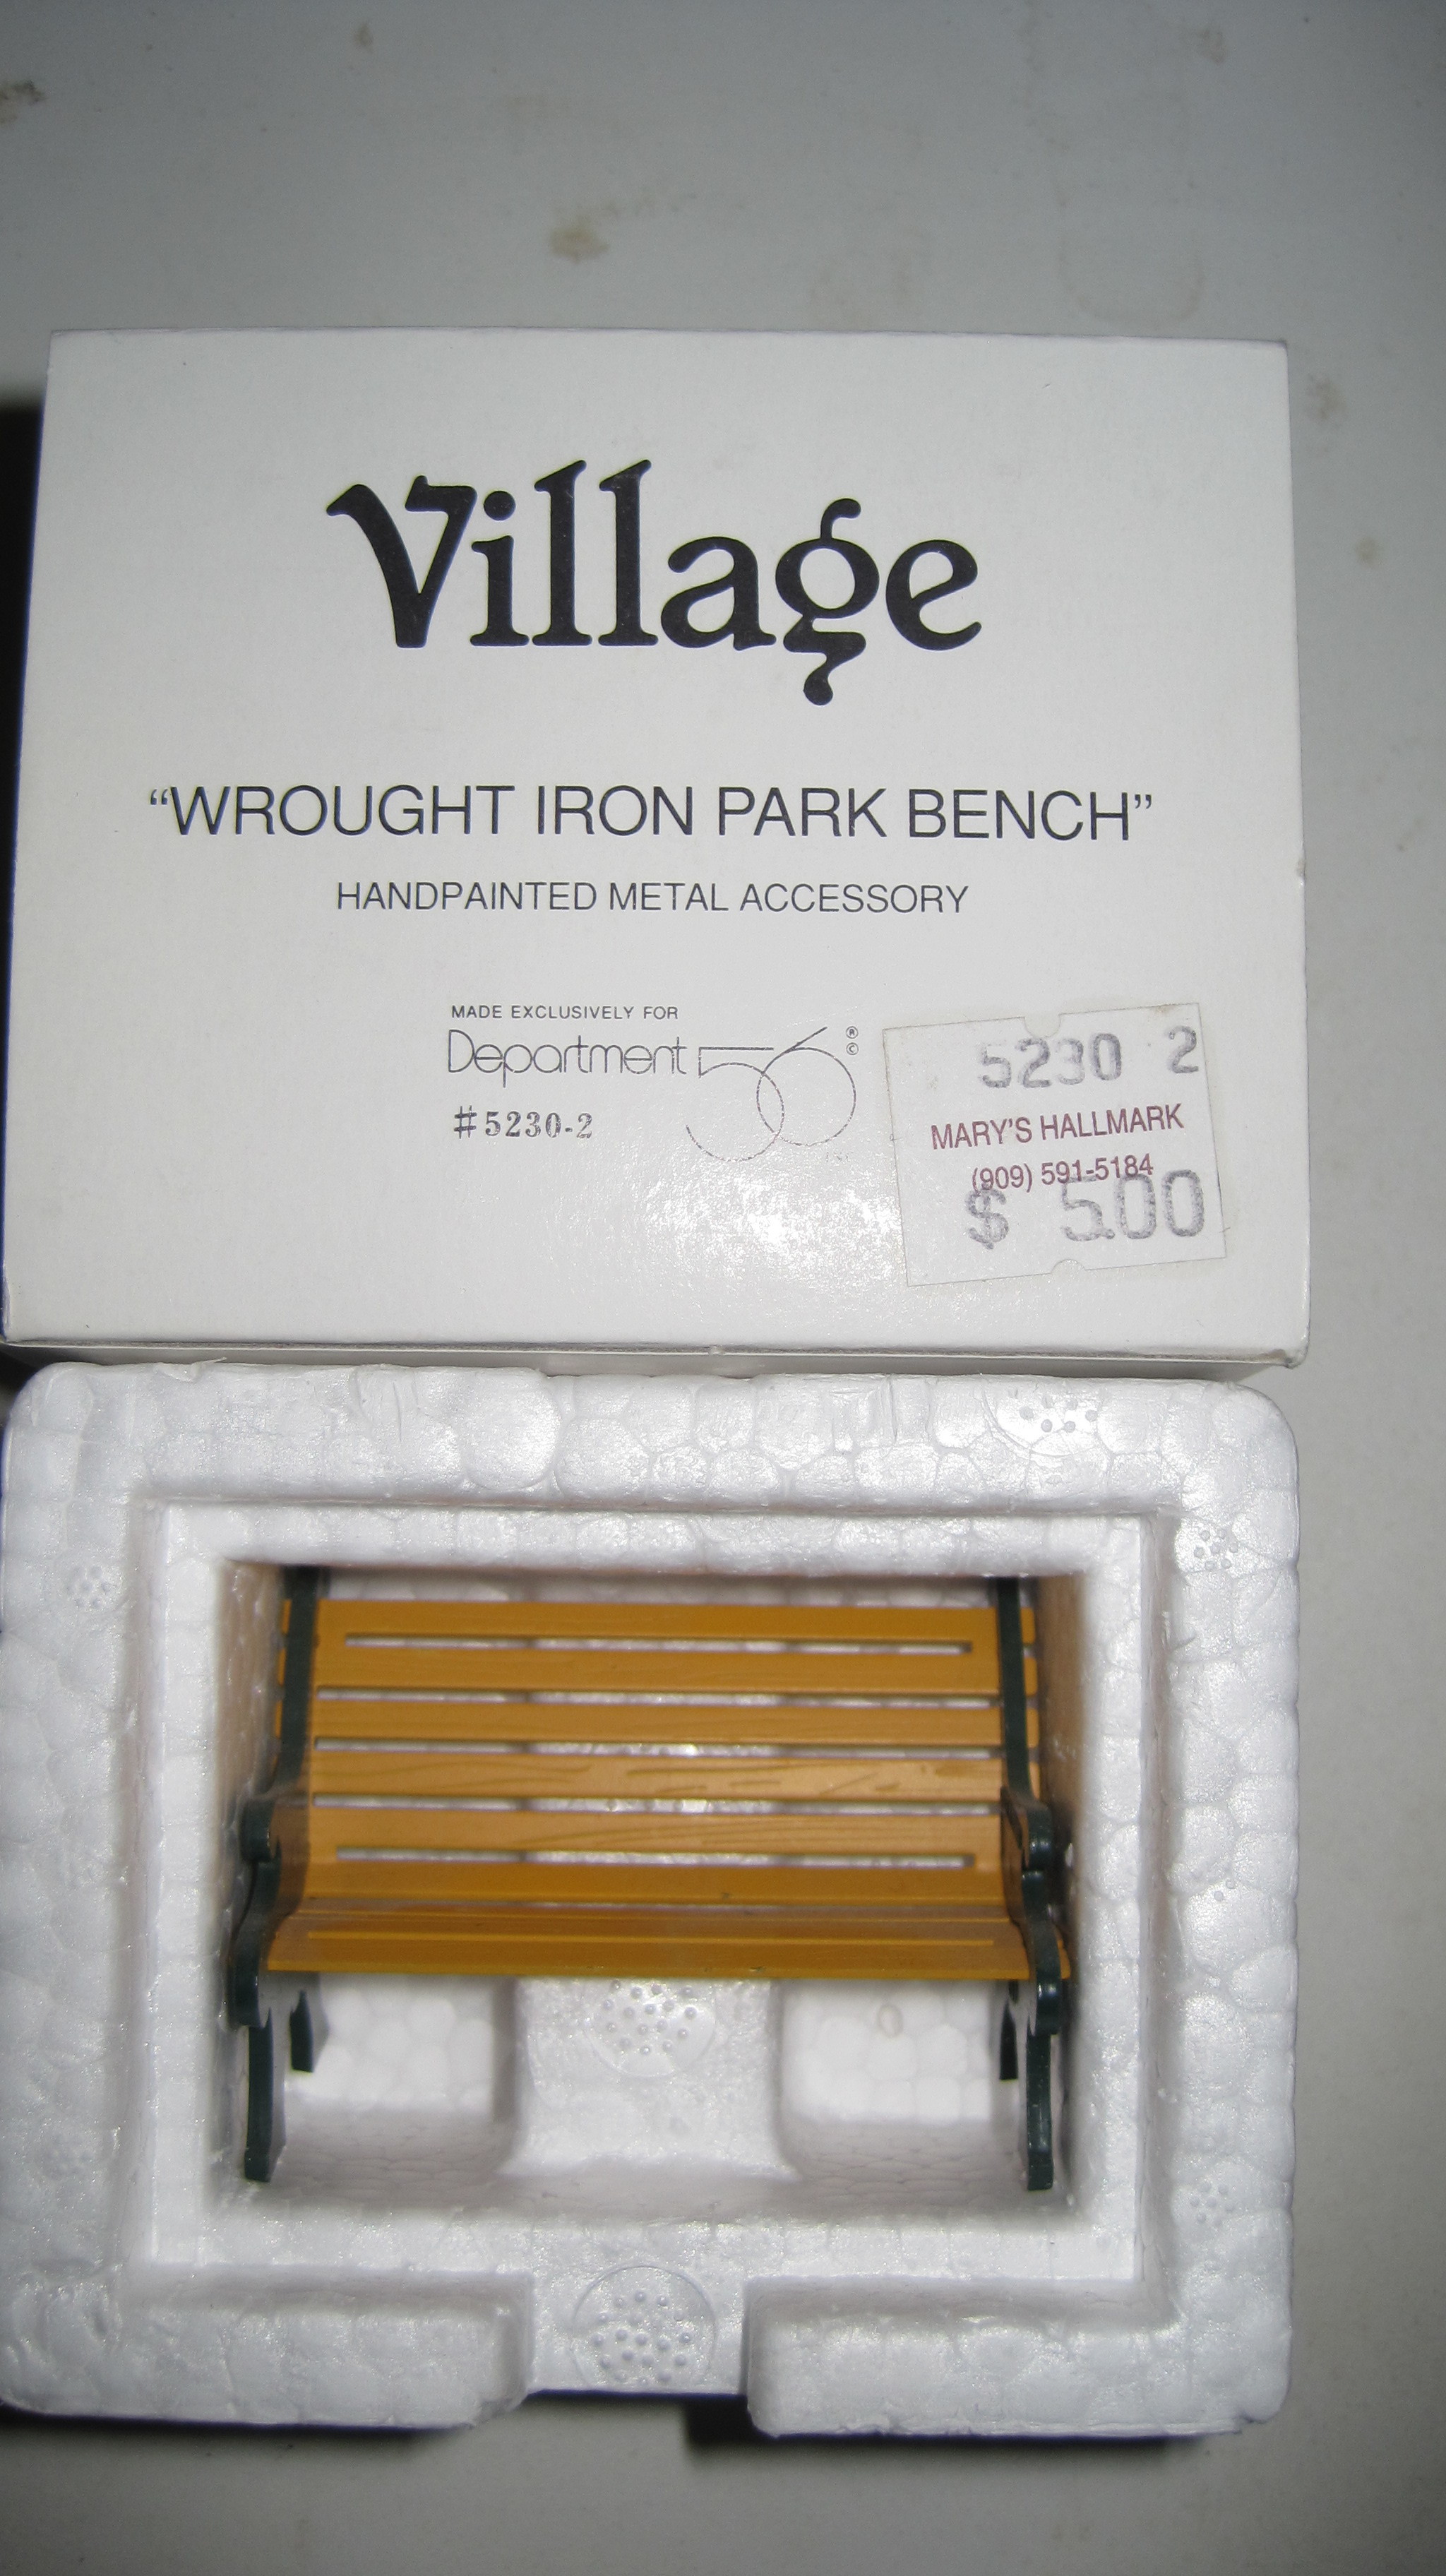 Village
“WROUGHT IRON PARK BENCH”
HANDPAINTED METAL ACCESSORY
MADE EXCLUSIVELY FOR
Department 56 ® ©
#5230-2
5230 2
MARY'S HALLMARK
(909) 591-5184
$ 5.00